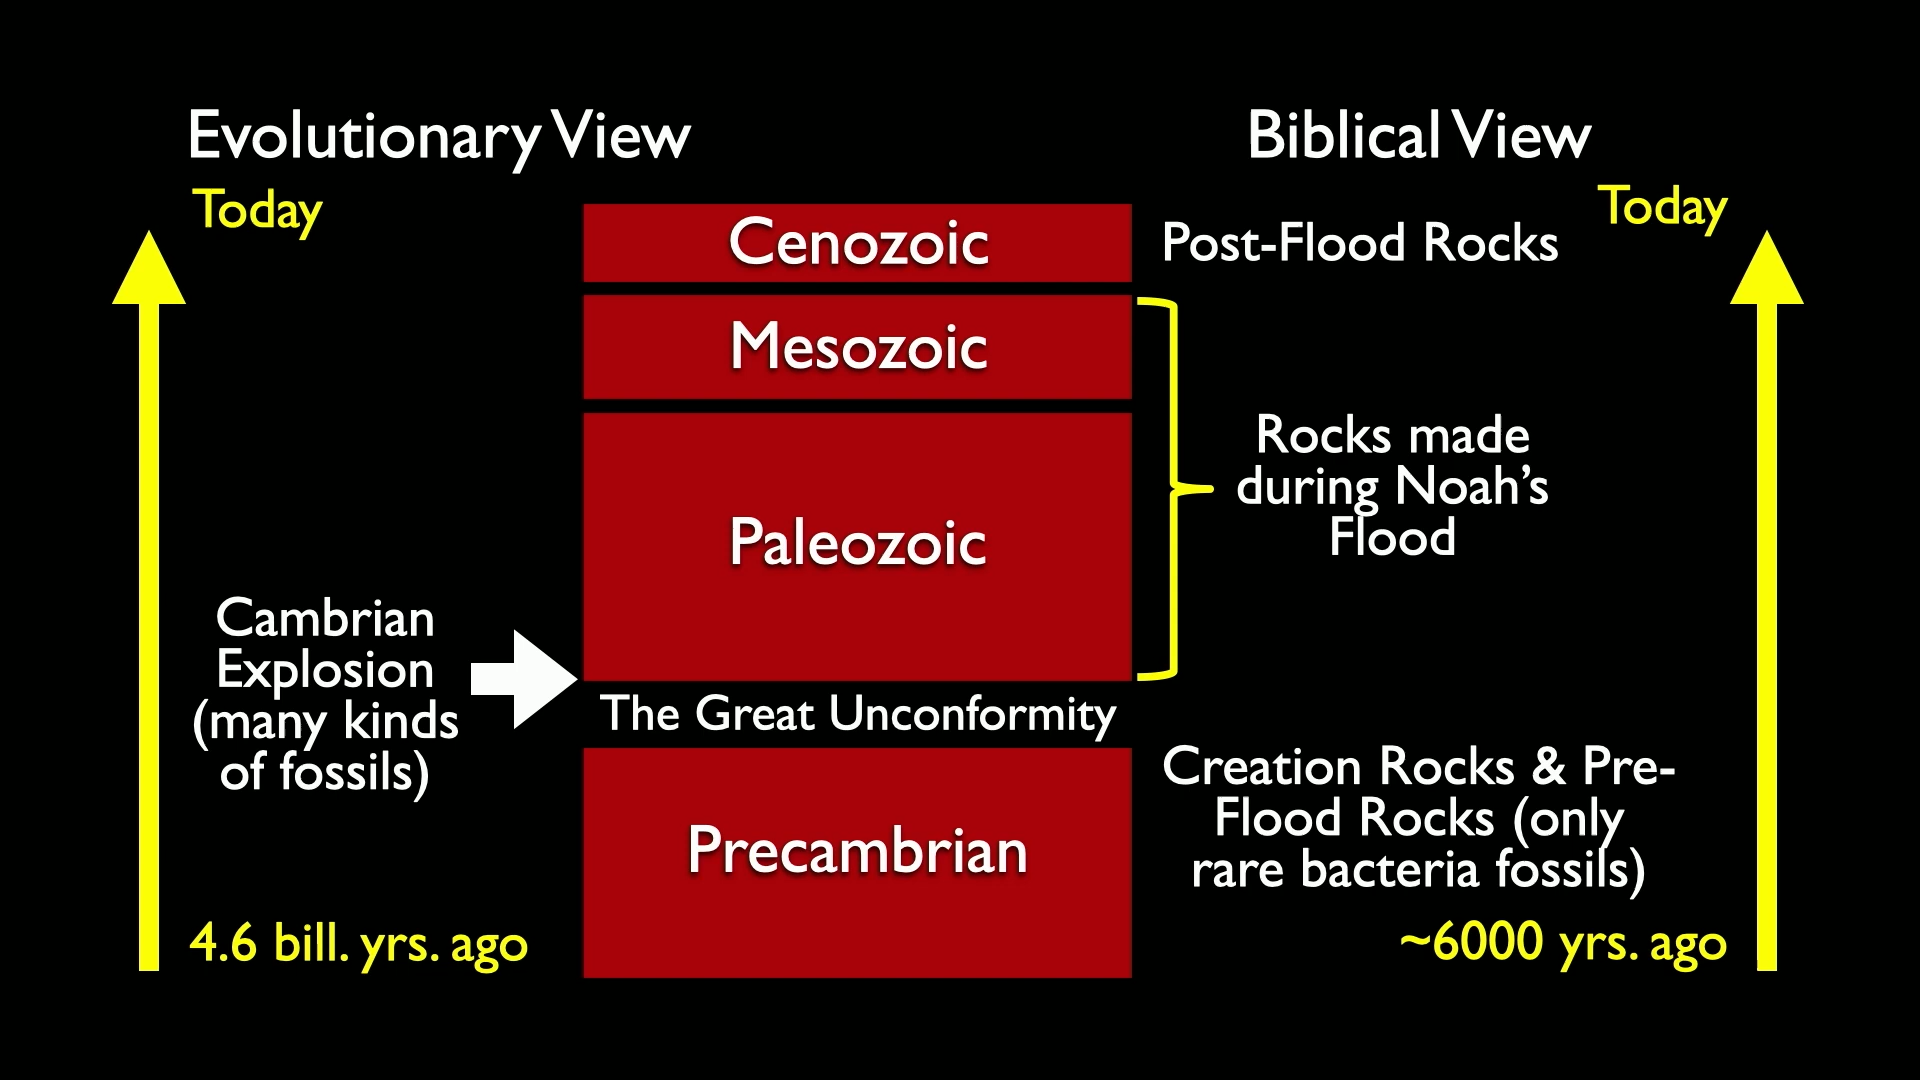 Evolutionary View
Biblical View
Today
Today
Cenozoic
Post-Flood Rocks
Mesozoic
Rocks made
during Noah’s
Flood
Paleozoic
Cambrian
Explosion
(many kinds
of fossils)
The Great Unconformity
Creation Rocks & Pre-
Flood Rocks (only
rare bacteria fossils)
Precambrian
4.6 bill. yrs. ago
~6000 yrs. ago